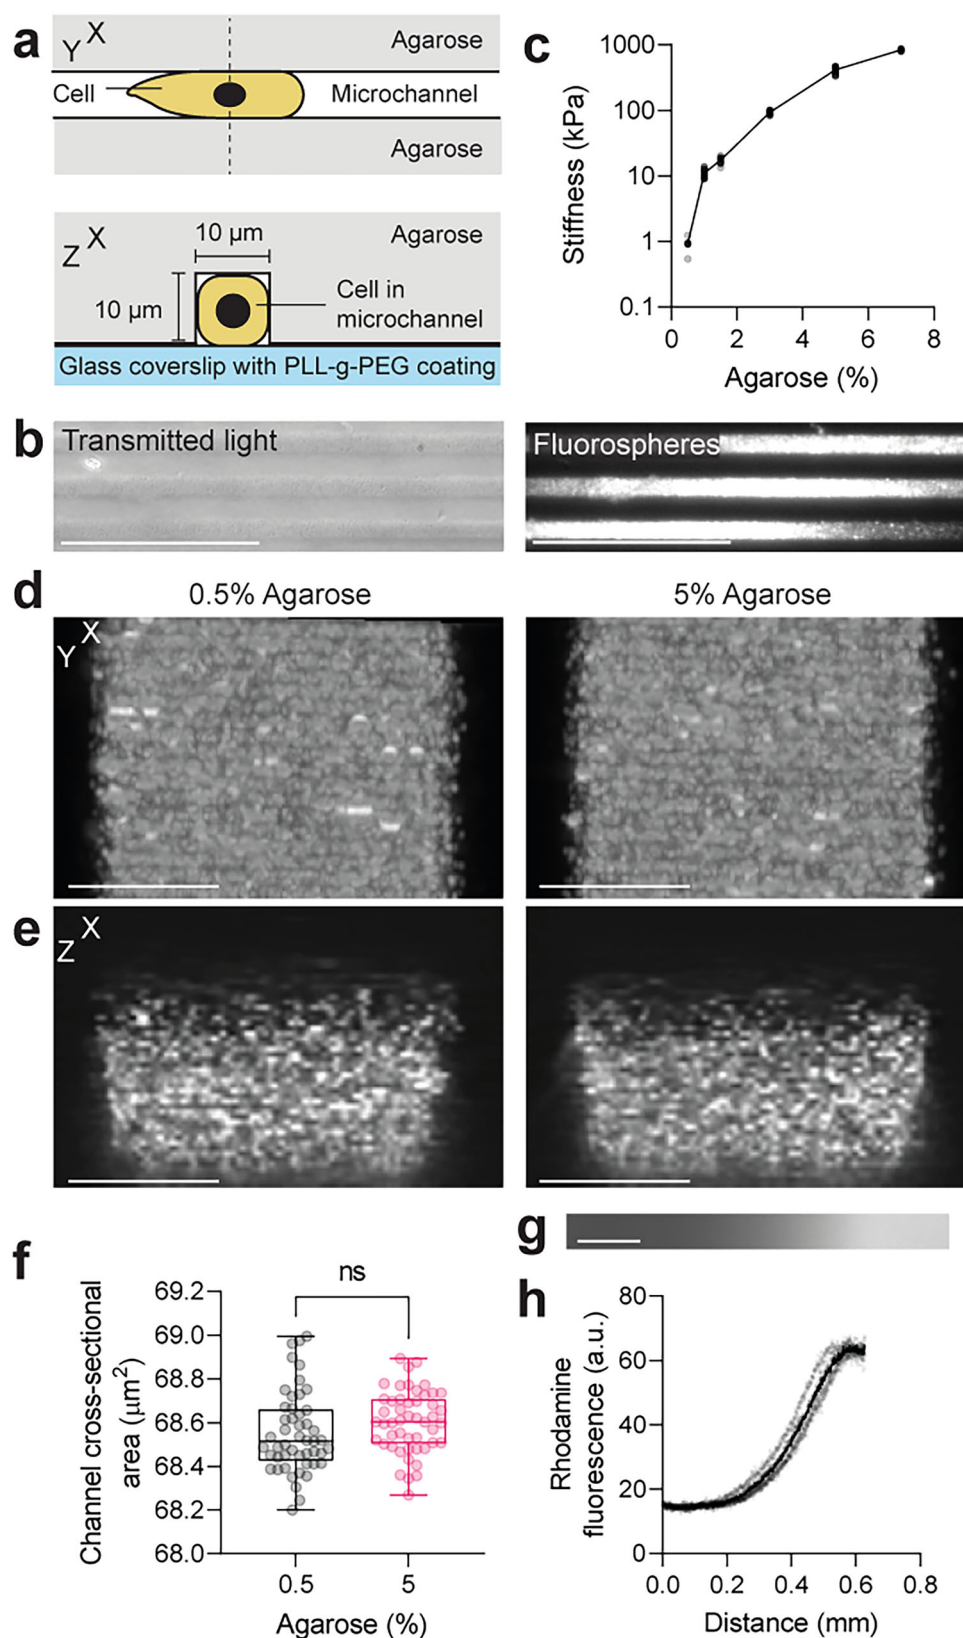 a
Y X
Agarose
Cell
Microchannel
Agarose
Z X
10 µm
Agarose
10 µm
Cell in
microchannel
Glass coverslip with PLL-g-PEG coating
c
Stiffness (kPa)
1000
100
10
1
0.1
0 2 4 6 8
Agarose (%)
b
Transmitted light
Fluorospheres
d
0.5% Agarose
5% Agarose
Y X
e
Z X
f
ns
Channel cross-sectional
area (µm²)
69.2
69.0
68.8
68.6
68.4
68.2
68.0
0.5 5
Agarose (%)
g
h
Rhodamine
fluorescence (a.u.)
80
60
40
20
0
0.0 0.2 0.4 0.6 0.8
Distance (mm)